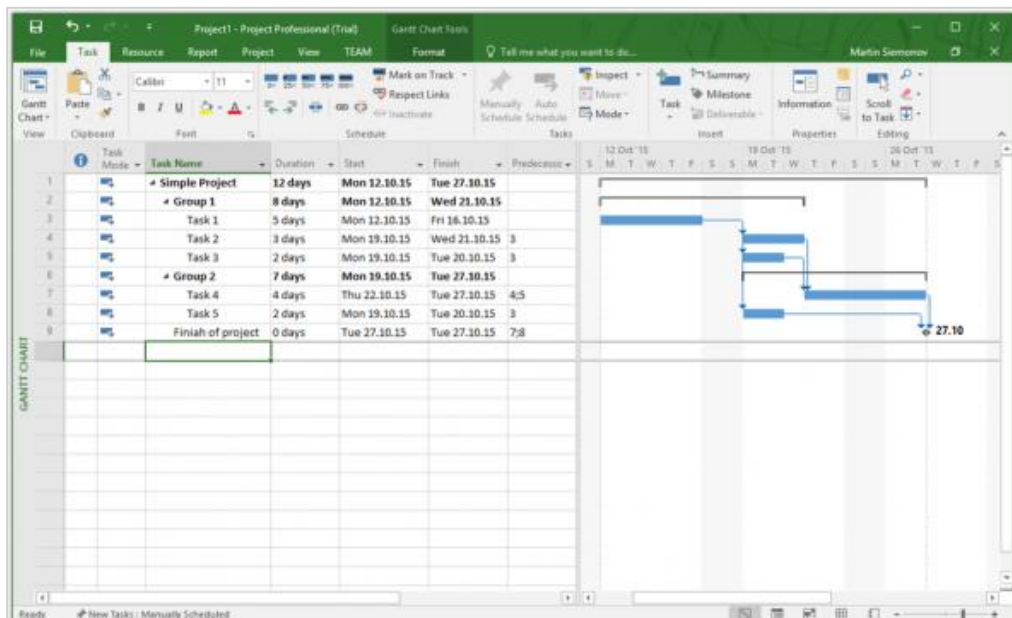 Project1 - Project Professional (Trial) Gantt Chart Tools
File Task Resource Report Project View TEAM Format Tell me what you want to do... Martin Siemonov
Calibri 11 Mark on Track Inspect Summary
Respect Links Move Milestone
Inactivate Mode Deliverable
Gantt Chart Paste B I U Manually Schedule Auto Schedule Task Information Scroll to Task
View Clipboard Font Schedule Tasks Insert Properties Editing
12 Oct '15 19 Oct '15 26 Oct '15
Task Mode Task Name Duration Start Finish Predecesso S M T W T F S S M T W T F S S M T W T F S
1 Simple Project 12 days Mon 12.10.15 Tue 27.10.15
2 Group 1 8 days Mon 12.10.15 Wed 21.10.15
3 Task 1 5 days Mon 12.10.15 Fri 16.10.15
4 Task 2 3 days Mon 19.10.15 Wed 21.10.15 3
5 Task 3 2 days Mon 19.10.15 Tue 20.10.15 3
6 Group 2 7 days Mon 19.10.15 Tue 27.10.15
7 Task 4 4 days Thu 22.10.15 Tue 27.10.15 4;5
8 Task 5 2 days Mon 19.10.15 Tue 20.10.15 3
9 Finiah of project 0 days Tue 27.10.15 Tue 27.10.15 7;8
27.10
GANTT CHART
Ready New Tasks : Manually Scheduled